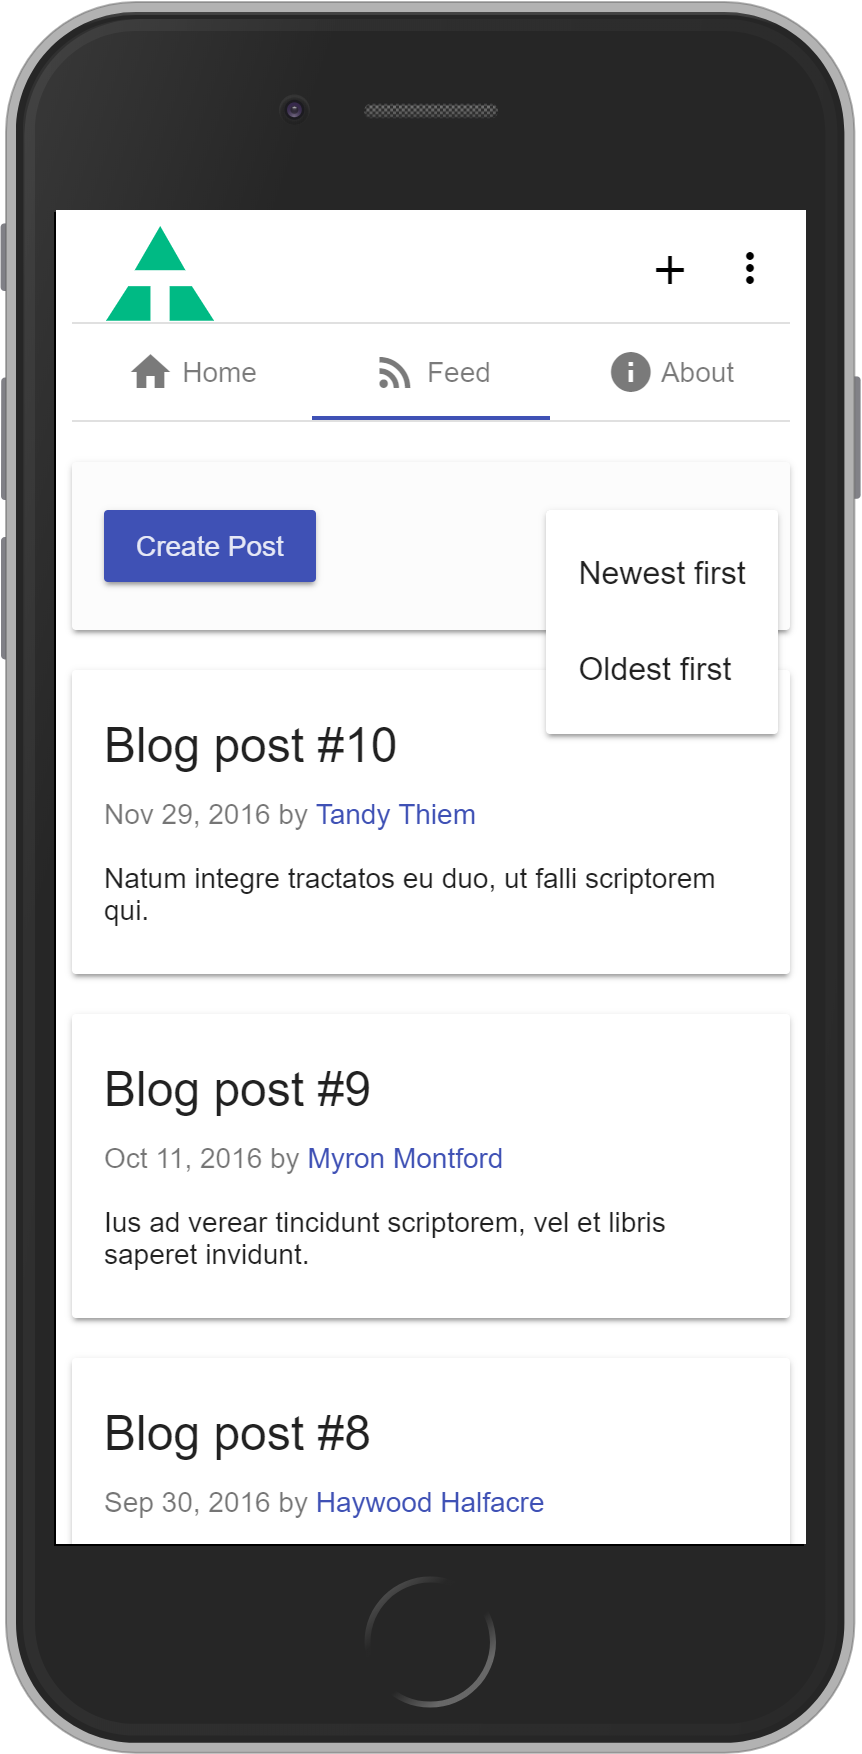 Home
Feed
About
Create Post
Newest first
Oldest first
Blog post #10
Nov 29, 2016 by Tandy Thiem
Natum integre tractatos eu duo, ut falli scriptorem
qui.
Blog post #9
Oct 11, 2016 by Myron Montford
Ius ad verear tincidunt scriptorem, vel et libris
saperet invidunt.
Blog post #8
Sep 30, 2016 by Haywood Halfacre